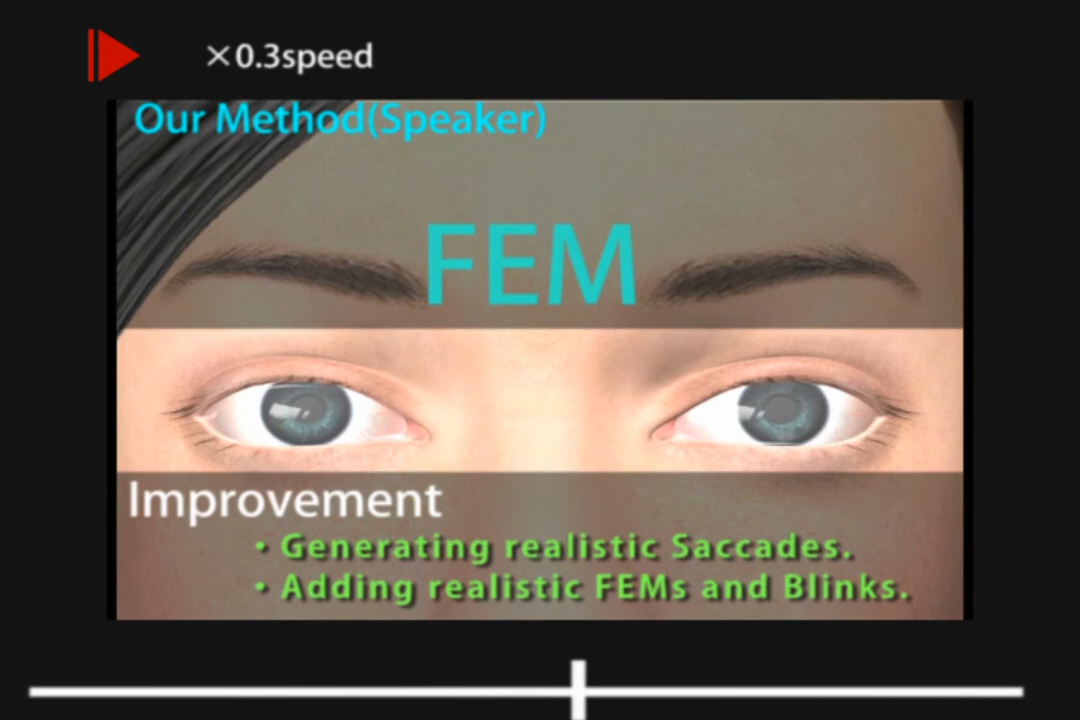 ×0.3speed
Our Method(Speaker)
FEM
Improvement
• Generating realistic Saccades.
• Adding realistic FEMs and Blinks.